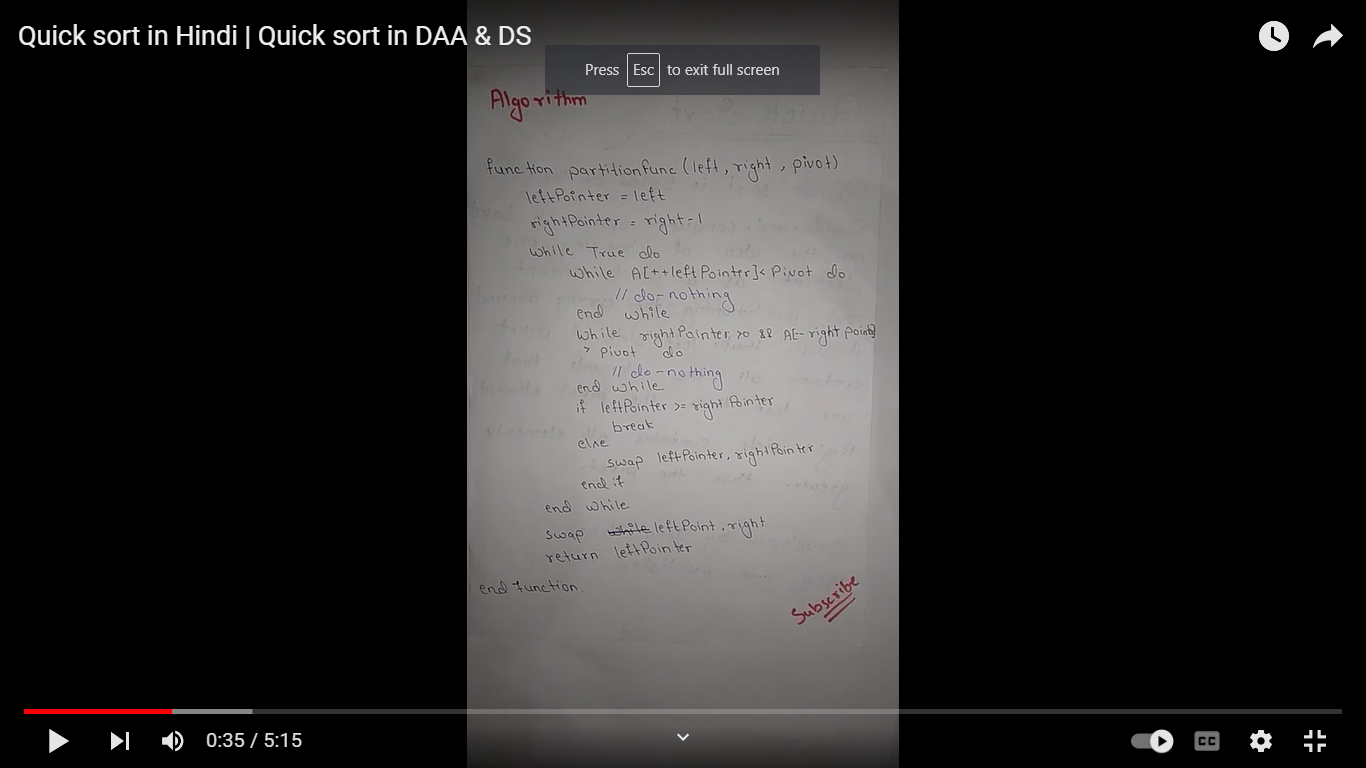 Quick sort in Hindi | Quick sort in DAA & DS
Press Esc to exit full screen
Algorithm
function partitionfunc (left, right, pivot)
leftPointer = left
rightPointer = right-1
while True do
while A[++leftPointer]< Pivot do
// do-nothing
end while
while rightPointer >0 && A[--right Pointer]
> Pivot do
// do-nothing
end while
if leftPointer >= right Pointer
break
else
swap leftPointer, rightPointer
end if
end while
swap while leftPoint, right
return leftPointer
end function.
Subscribe
0:35 / 5:15
CC